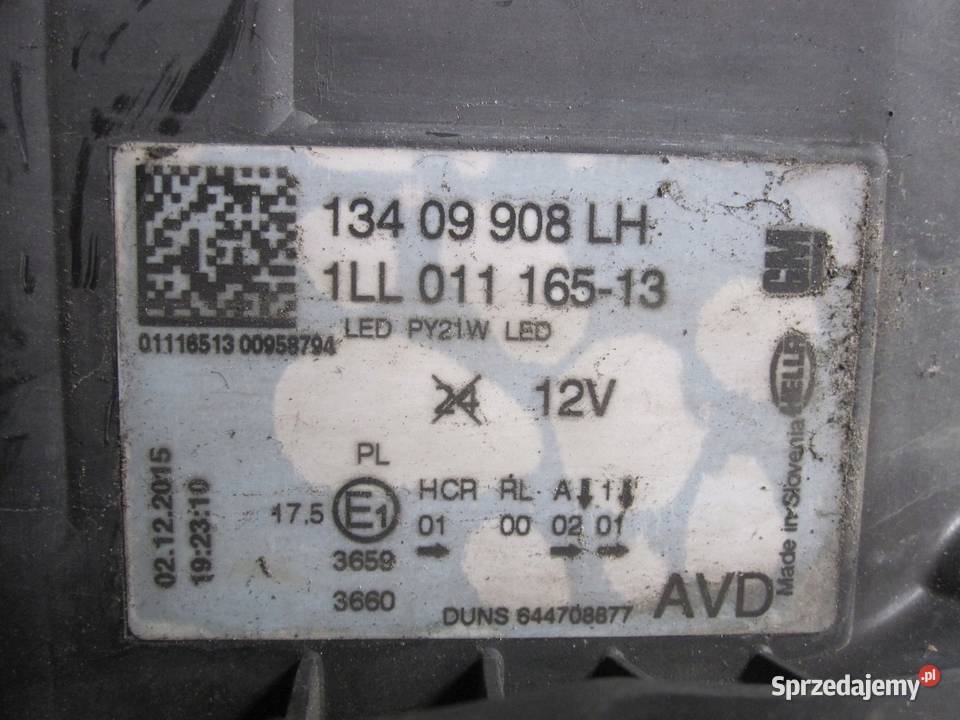 134 09 908 LH
1LL 011 165-13
GM
01116513 00958794
LED PY21W LED
HELLA
24 12V
PL
02.12.2015
19:23:10
17.5 E1 HCR RL A 1
01 00 02 01
3659
3660
DUNS 644708877
AVD
Made in Slovenia
Sprzedajemy.pl